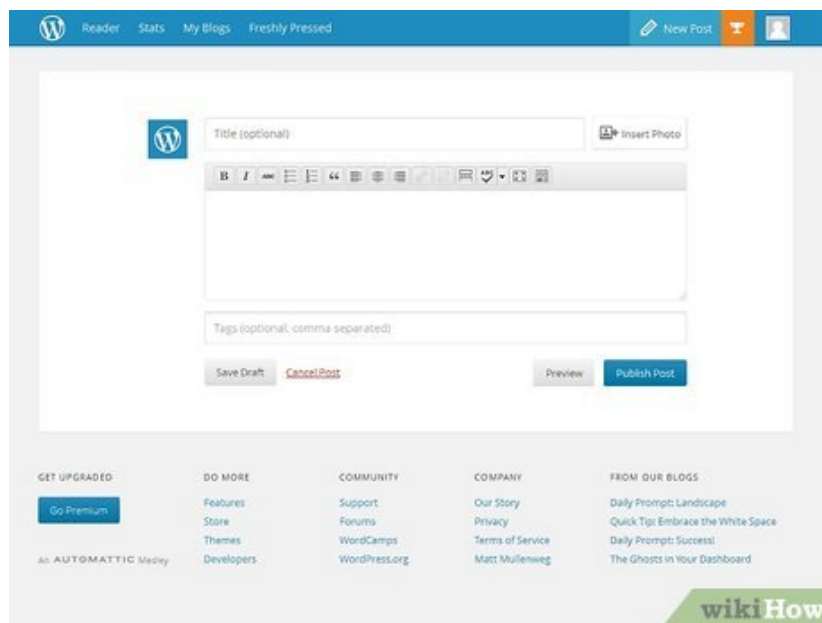 Reader Stats My Blogs Freshly Pressed New Post
Title (optional) Insert Photo
B I ABC
Tags (optional, comma separated)
Save Draft Cancel Post Preview Publish Post
GET UPGRADED DO MORE COMMUNITY COMPANY FROM OUR BLOGS
Go Premium Features Support Our Story Daily Prompt: Landscape
Store Forums Privacy Quick Tip: Embrace the White Space
Themes WordCamps Terms of Service Daily Prompt: Success!
An AUTOMATTIC Medley Developers WordPress.org Matt Mullenweg The Ghosts in Your Dashboard
wikiHow